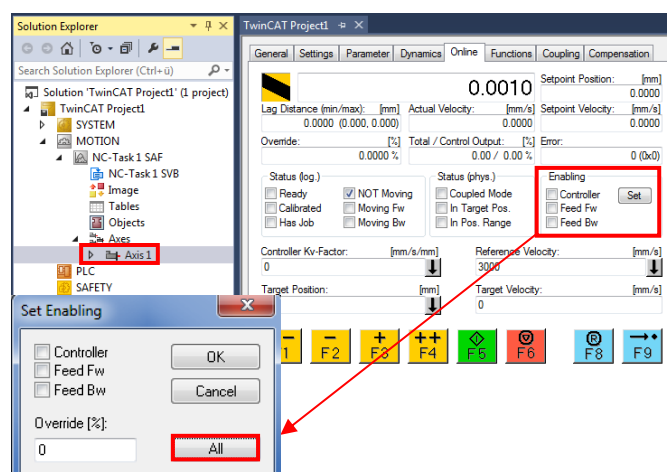 Solution Explorer
Search Solution Explorer (Ctrl+ü)
Solution 'TwinCAT Project1' (1 project)
TwinCAT Project1
SYSTEM
MOTION
NC-Task 1 SAF
NC-Task 1 SVB
Image
Tables
Objects
Axes
Axis 1
PLC
SAFETY
TwinCAT Project1
General Settings Parameter Dynamics Online Functions Coupling Compensation
0.0010
Setpoint Position: [mm]
0.0000
Lag Distance (min/max): [mm] Actual Velocity: [mm/s] Setpoint Velocity: [mm/s]
0.0000 (0.000, 0.000) 0.0000 0.0000
Override: [%] Total / Control Output: [%] Error:
0.0000 % 0.00 / 0.00 % 0 (0x0)
Status (log.) Status (phys.) Enabling
Ready NOT Moving Coupled Mode Controller Set
Calibrated Moving Fw In Target Pos. Feed Fw
Has Job Moving Bw In Pos. Range Feed Bw
Controller Kv-Factor: [mm/s/mm] Reference Velocity: [mm/s]
0 3000
Target Position: [mm] Target Velocity: [mm/s]
0
F2 F3 F4 F5 F6 F8 F9
Set Enabling
Controller OK
Feed Fw
Feed Bw Cancel
Override [%]:
0 All